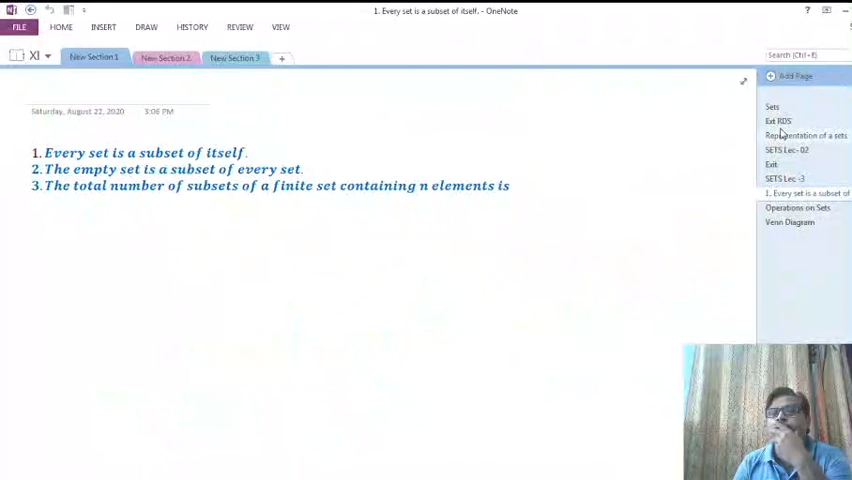 1. Every set is a subset of itself. - OneNote
FILE HOME INSERT DRAW HISTORY REVIEW VIEW
XI New Section 1 New Section 2 New Section 3
Search (Ctrl+E)
Add Page
Saturday, August 22, 2020 3:06 PM
1. Every set is a subset of itself.
2. The empty set is a subset of every set.
3. The total number of subsets of a finite set containing n elements is
Sets
Ext RDS
Representation of a sets
SETS Lec- 02
Exit
SETS Lec -3
1. Every set is a subset of
Operations on Sets
Venn Diagram